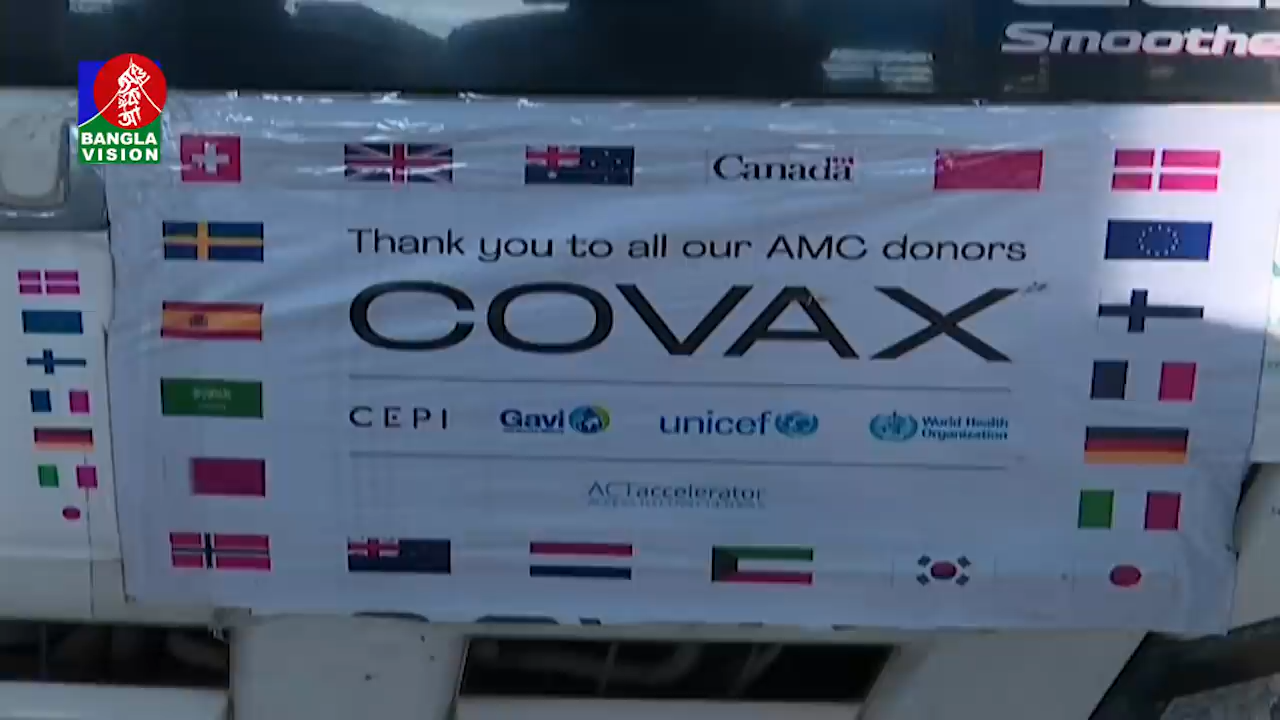 Smoothe
BANGLA
VISION
Canada
Thank you to all our AMC donors
COVAX
CEPI
Gavi
unicef
World Health
Organization
ACTaccelerator